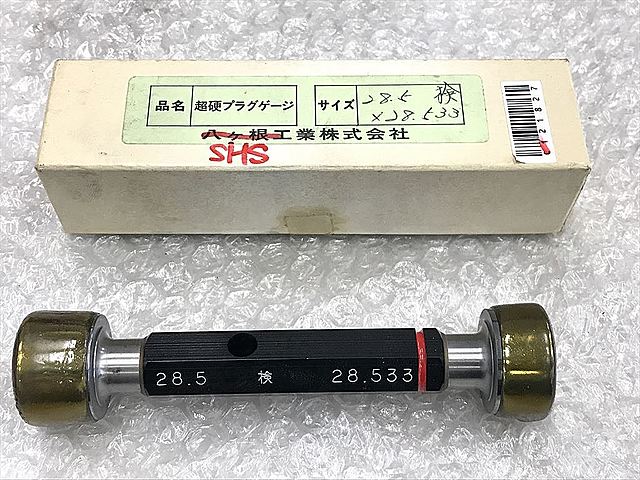 品名 超硬プラグゲージ サイズ 28.5 検
×28.533
八ヶ根工業株式会社
SHS
121827
28.5 検 28.533